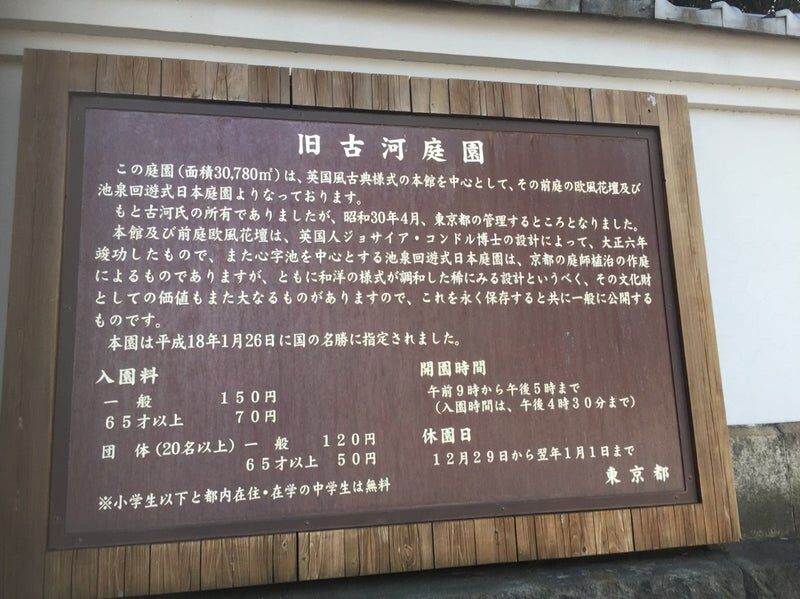 旧古河庭園
この庭園(面積30,780㎡)は、英国風古典様式の本館を中心として、その前庭の欧風花壇及び
池泉回遊式日本庭園よりなっております。
もと古河氏の所有でありましたが、昭和30年4月、東京都の管理するところとなりました。
本館及び前庭欧風花壇は、英国人ジョサイア・コンドル博士の設計によって、大正六年
竣功したもので、また心字池を中心とする池泉回遊式日本庭園は、京都の庭師植治の作庭
によるものでありますが、ともに和洋の様式が調和した稀にみる設計というべく、その文化財
としての価値もまた大なるものがありますので、これを永く保存すると共に一般に公開する
ものです。
本園は平成18年1月26日に国の名勝に指定されました。
入園料
一般 150円
65才以上 70円
団体(20名以上)一般 120円
65才以上 50円
※小学生以下と都内在住・在学の中学生は無料
開園時間
午前9時から午後5時まで
(入園時間は、午後4時30分まで)
休園日
12月29日から翌年1月1日まで
東京都